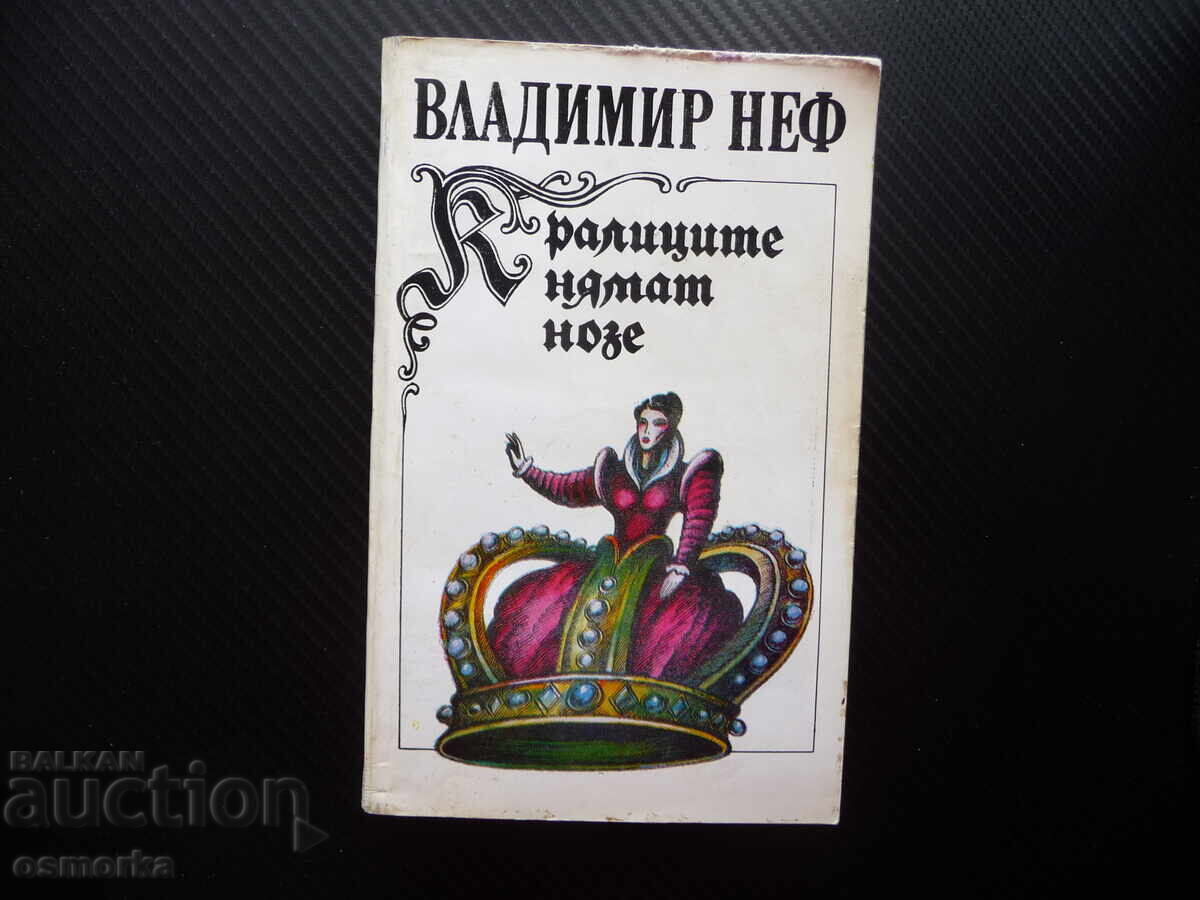 ВЛАДИМИР НЕФ
Кралиците
нямат
нозе
BALKAN
auction
osmorka